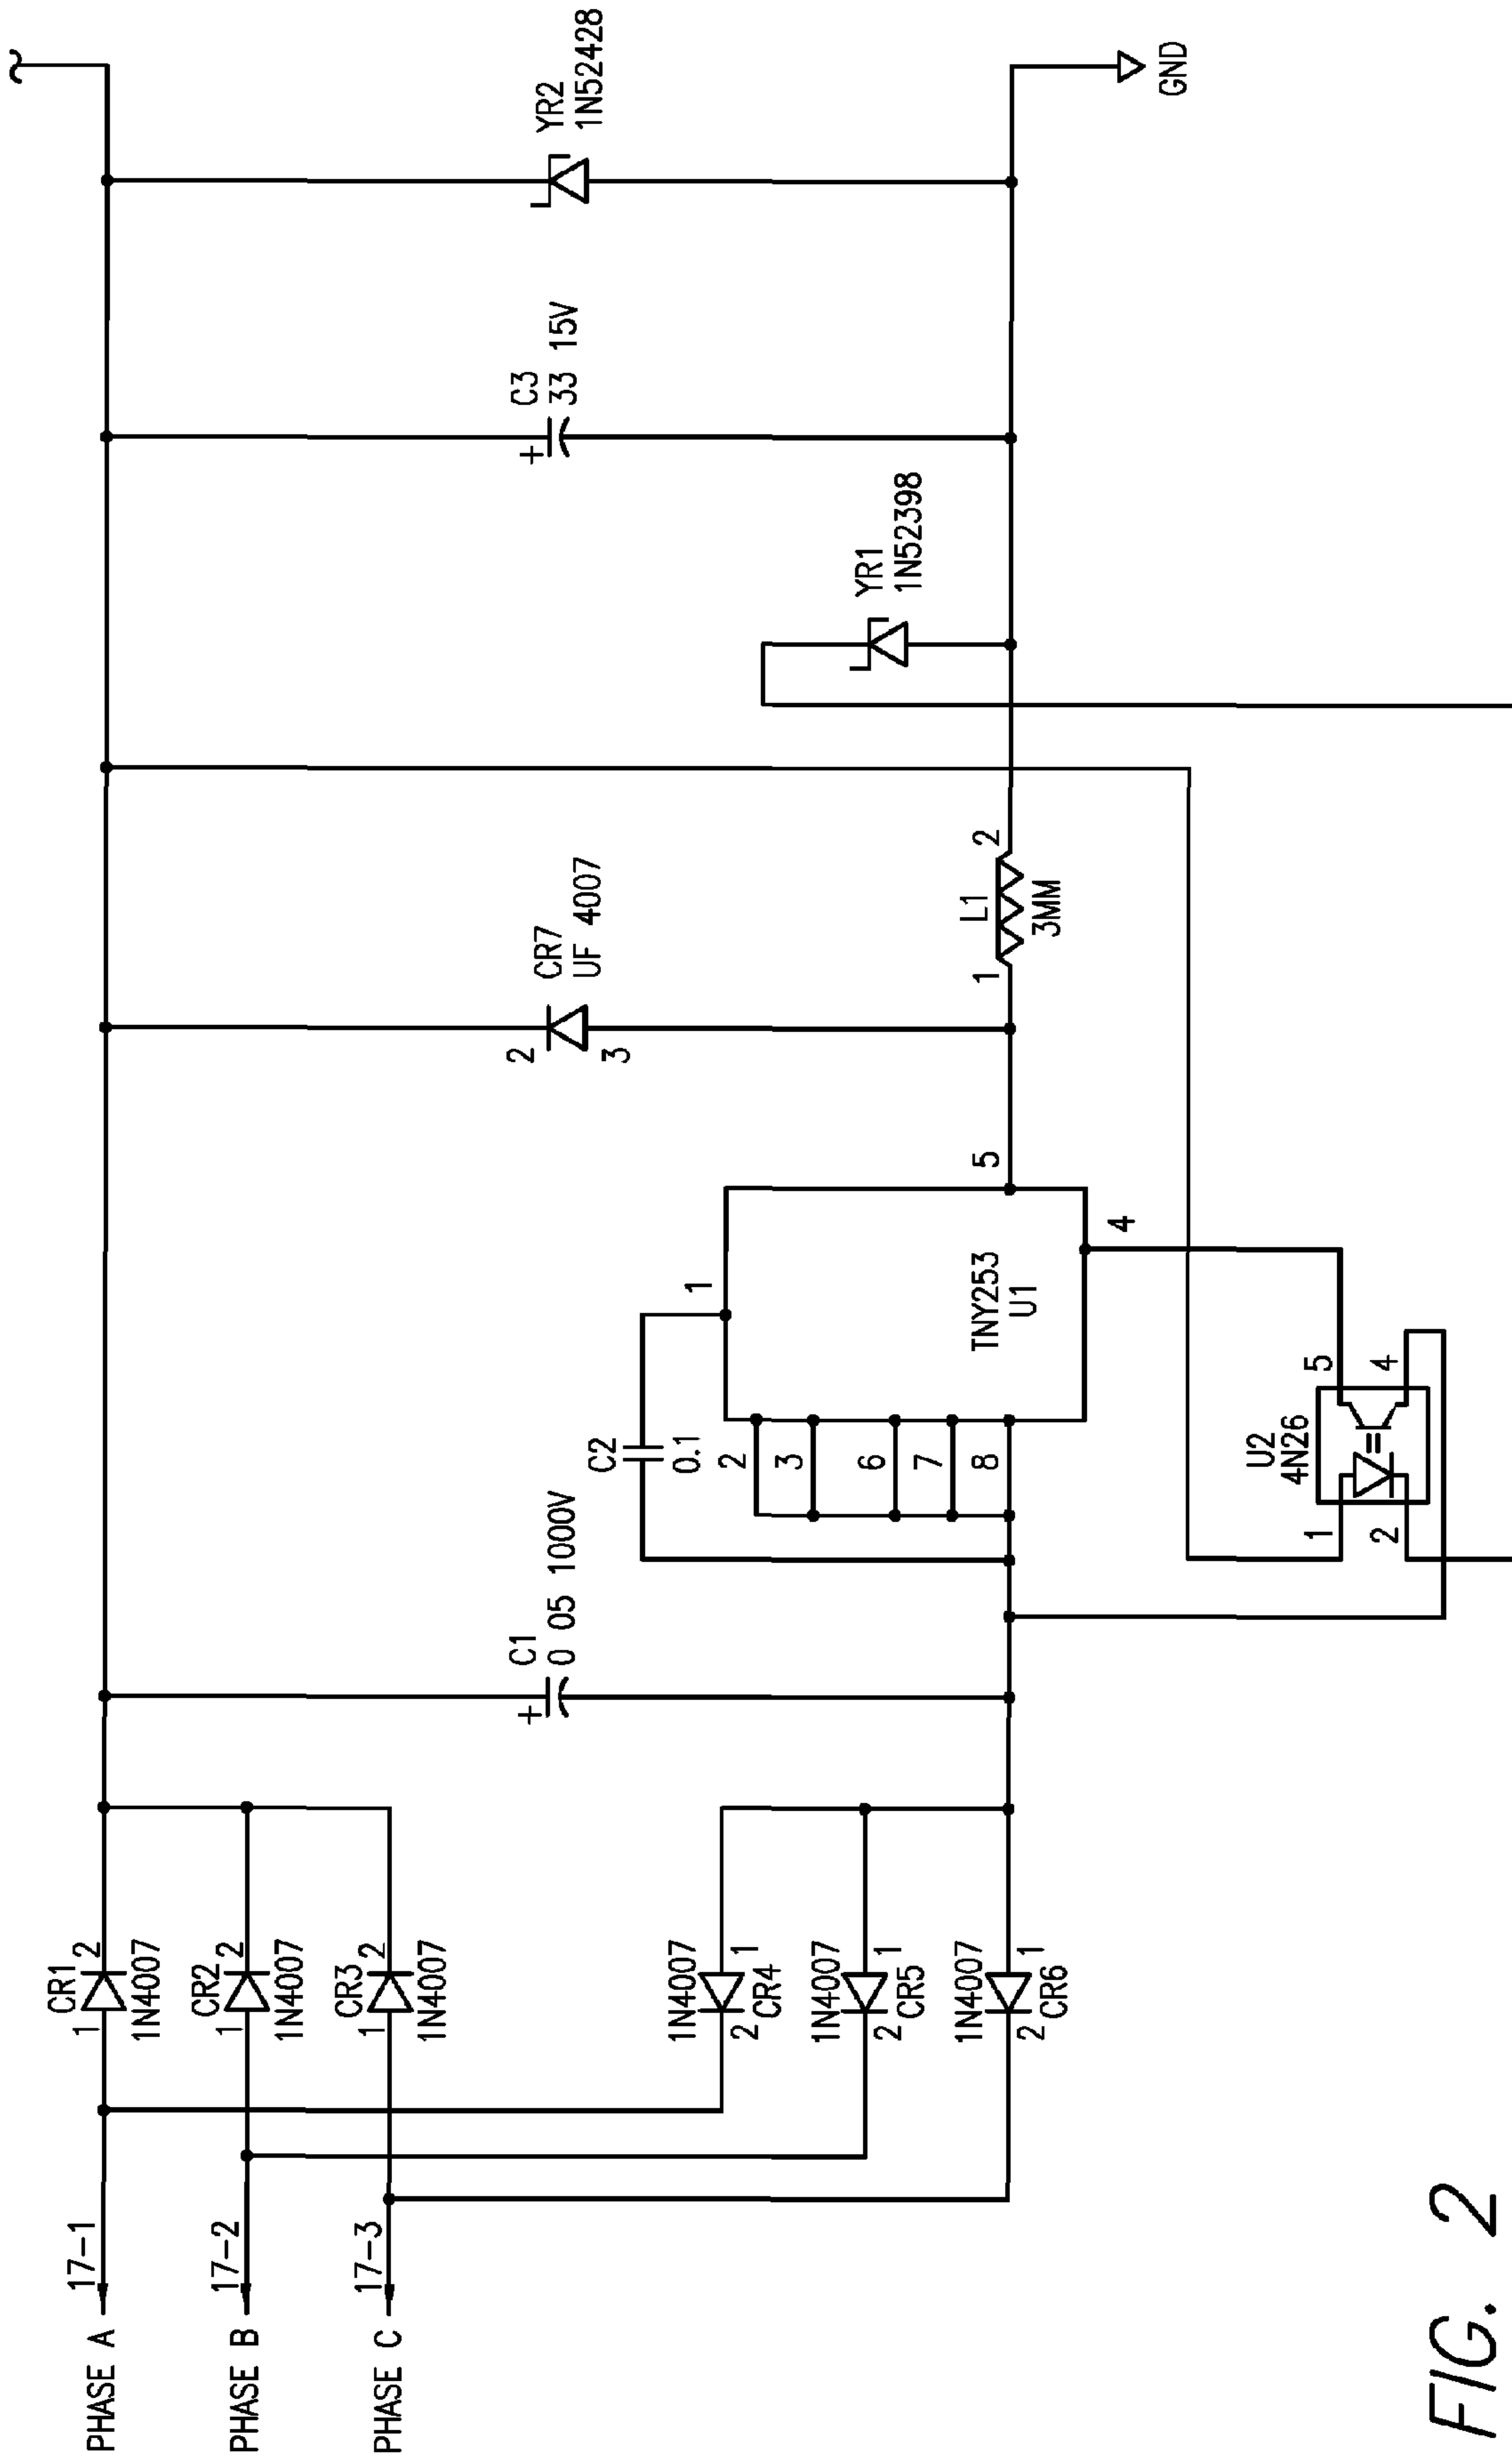 PHASE A
17-1
PHASE B
17-2
PHASE C
17-3
CR1
1
2
1N4007
CR2
1
2
1N4007
CR3
1
2
1N4007
1N4007
2
1
CR4
1N4007
2
1
CR5
1N4007
2
1
CR6
C1
0 05 1000V
+
C2
0.1
2
3
6
7
8
1
TNY253
U1
5
4
U2
4N26
1
2
5
4
CR7
UF 4007
2
3
L1
1
2
3MM
YR1
1N52398
C3
33 15V
+
YR2
1N52428
GND
FIG. 2